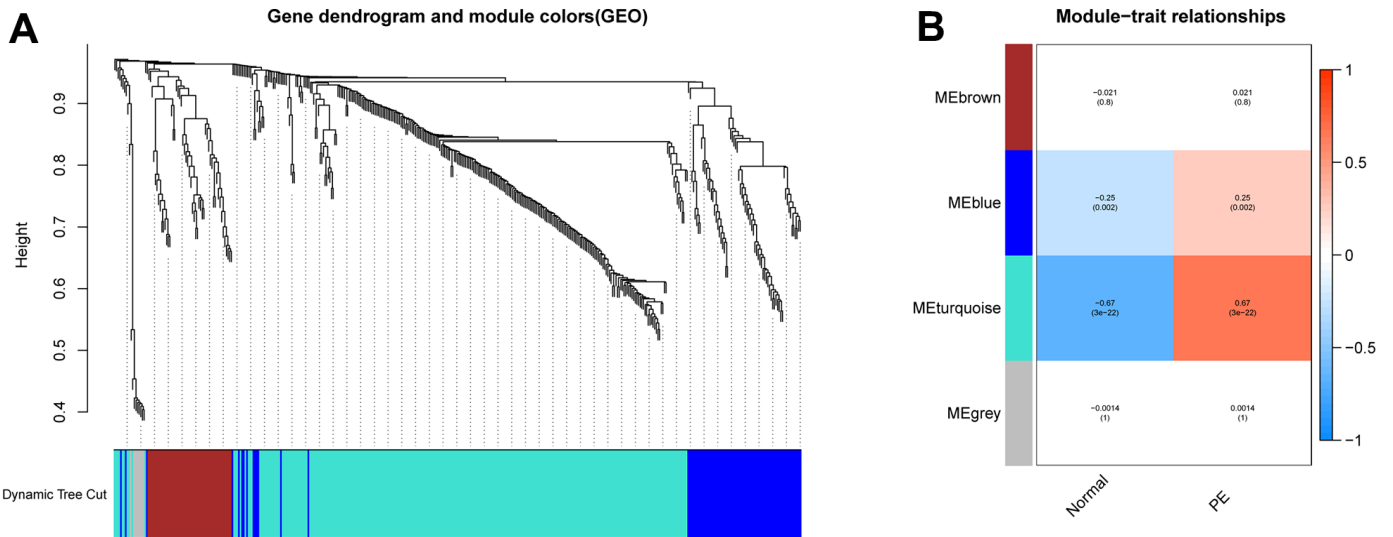 A
Gene dendrogram and module colors(GEO)
Height
0.9
0.8
0.7
0.6
0.5
0.4
Dynamic Tree Cut
B
Module−trait relationships
MEbrown
−0.021
(0.8)
0.021
(0.8)
MEblue
−0.25
(0.002)
0.25
(0.002)
MEturquoise
−0.67
(3e−22)
0.67
(3e−22)
MEgrey
−0.0014
(1)
0.0014
(1)
Normal
PE
1
0.5
0
−0.5
−1